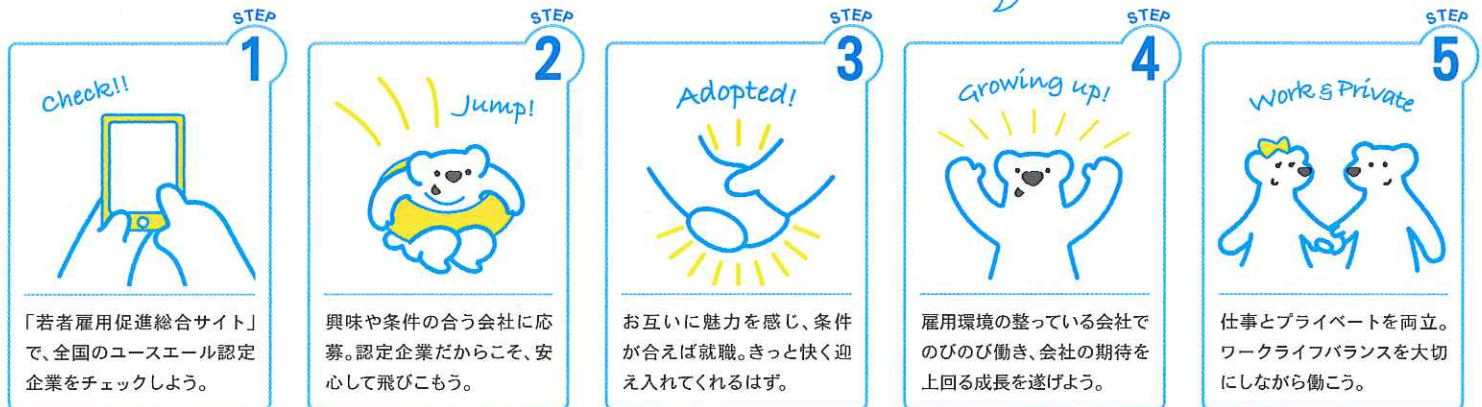 STEP
1
Check!!
「若者雇用促進総合サイト」
で、全国のユースエール認定
企業をチェックしよう。
STEP
2
Jump!
興味や条件の合う会社に応
募。認定企業だからこそ、安
心して飛びこもう。
STEP
3
Adopted!
お互いに魅力を感じ、条件
が合えば就職。きっと快く迎
え入れてくれるはず。
STEP
4
Growing up!
雇用環境の整っている会社で
のびのび働き、会社の期待を
上回る成長を遂げよう。
STEP
5
Work & Private
仕事とプライベートを両立。
ワークライフバランスを大切
にしながら働こう。